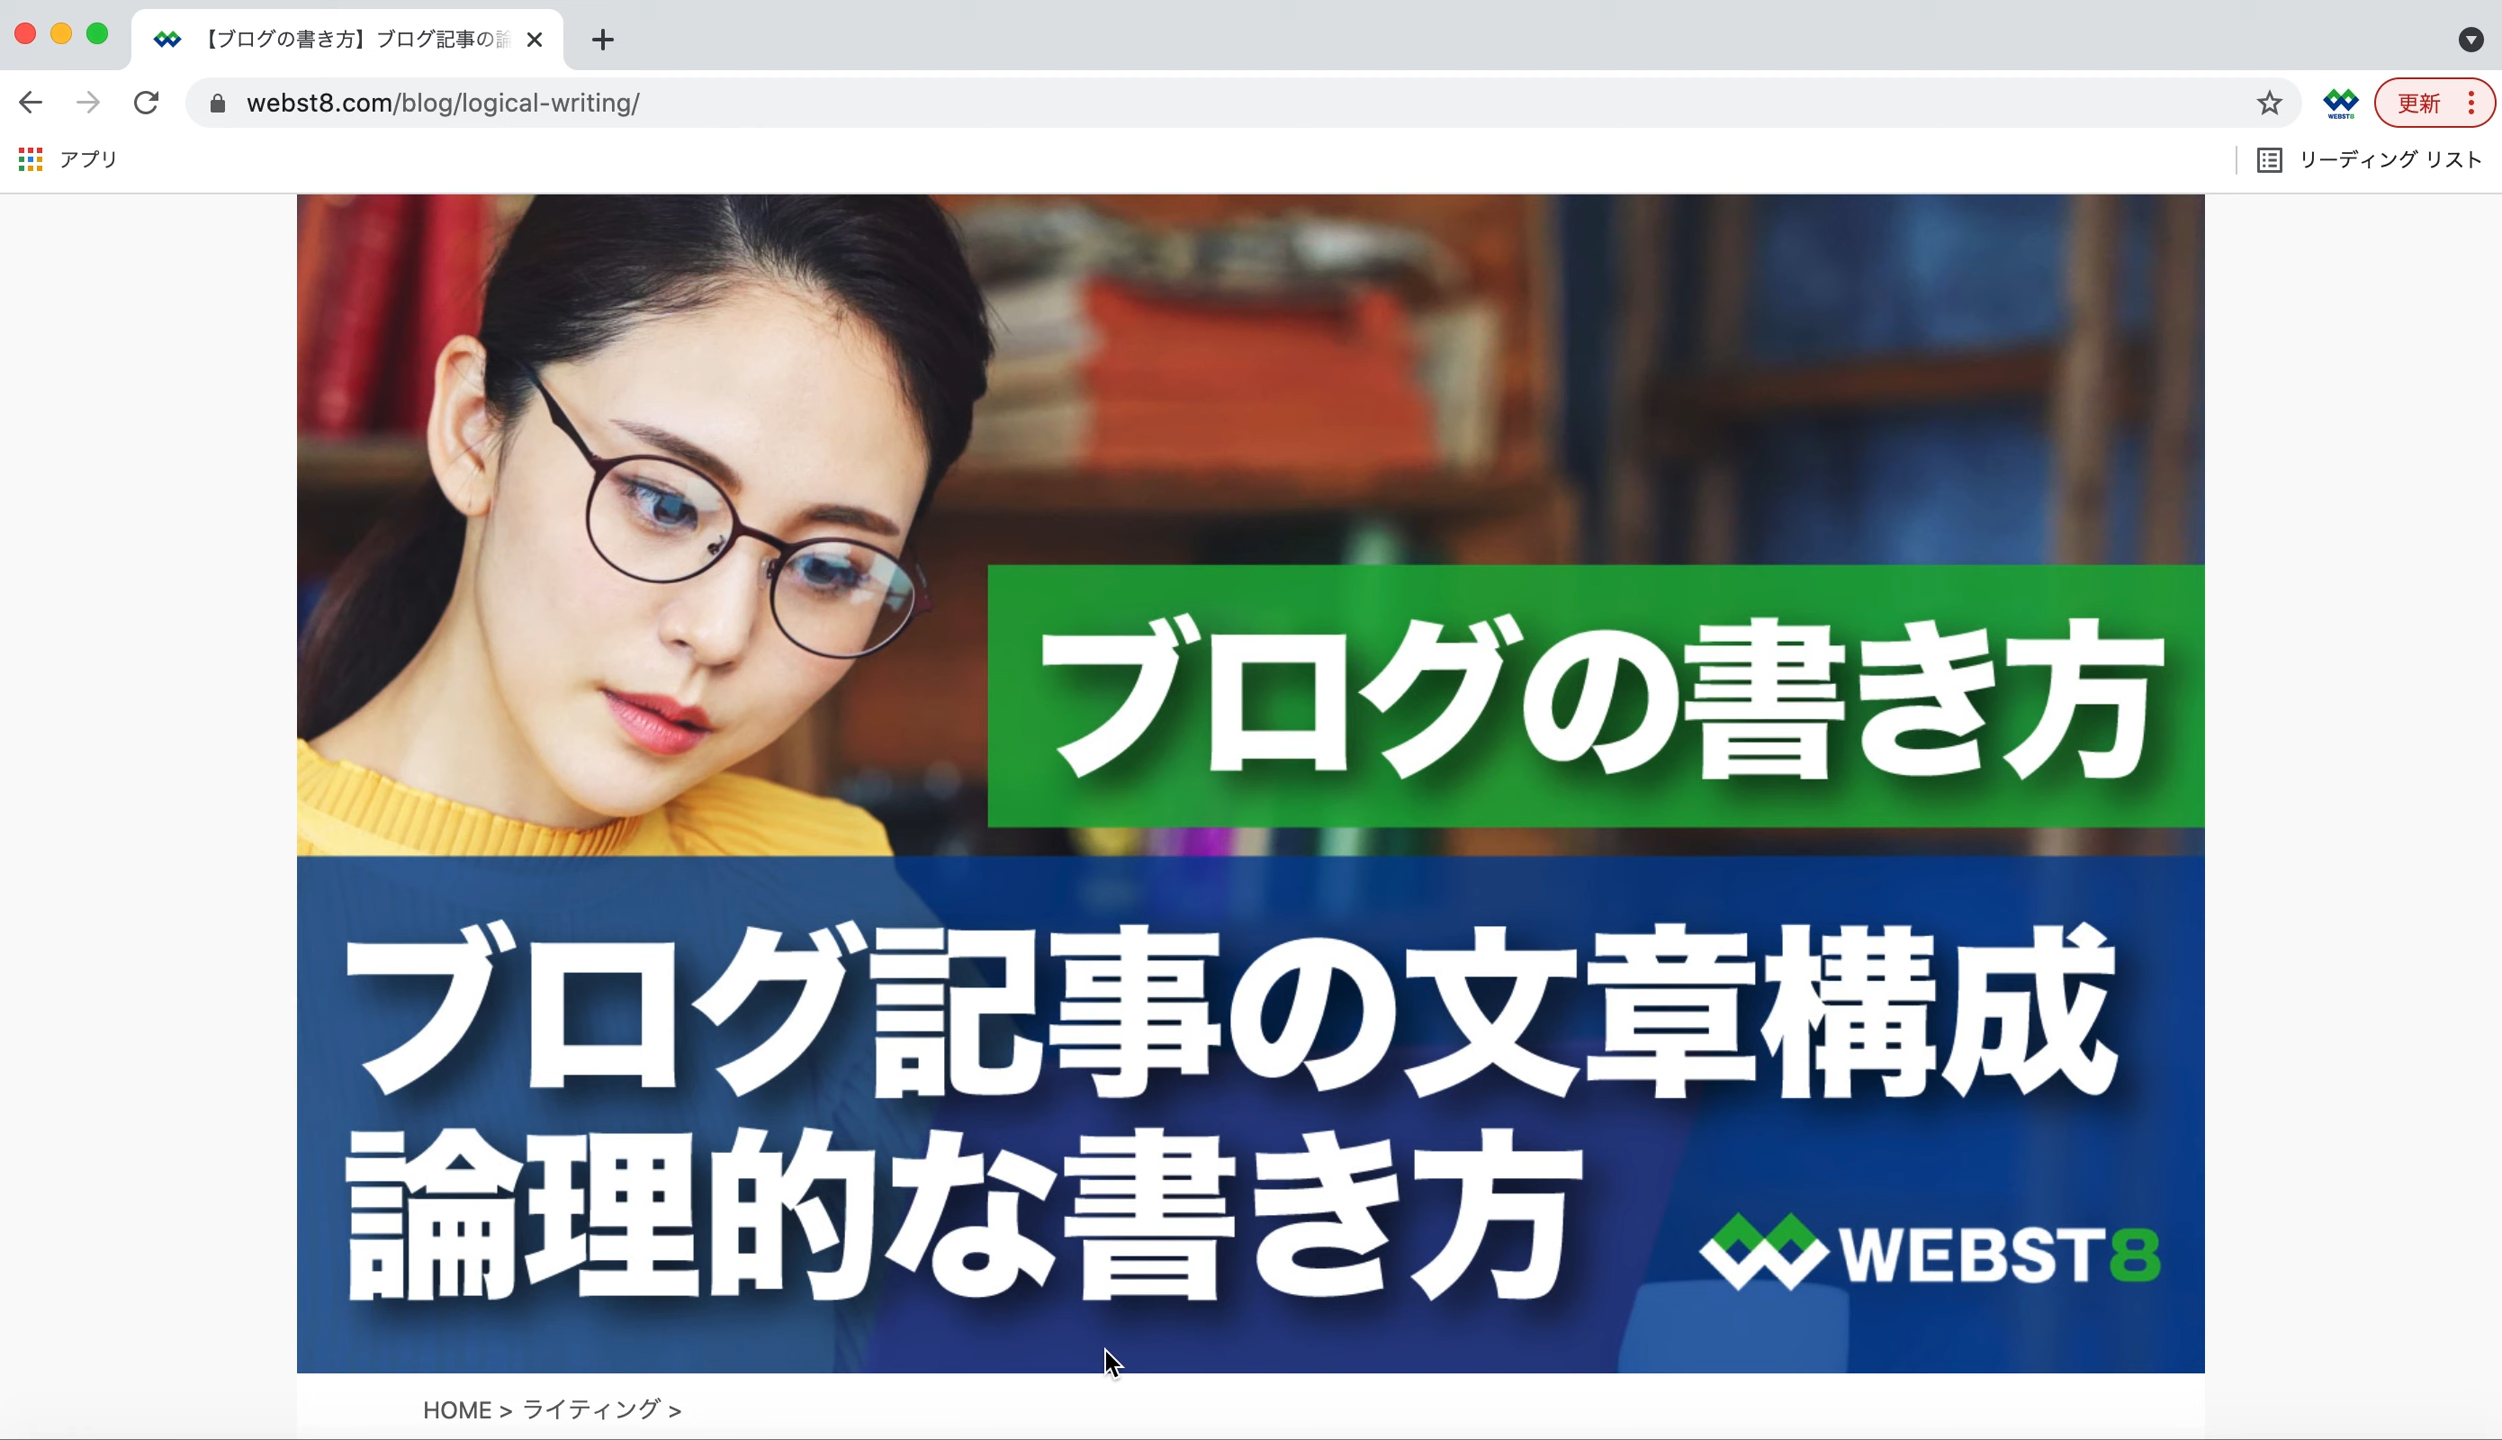 【ブログの書き方】ブログ記事の論
webst8.com/blog/logical-writing/
WEBST8
更新
アプリ
リーディング リスト
ブログの書き方
ブログ記事の文章構成
論理的な書き方
WEBST8
HOME > ライティング >